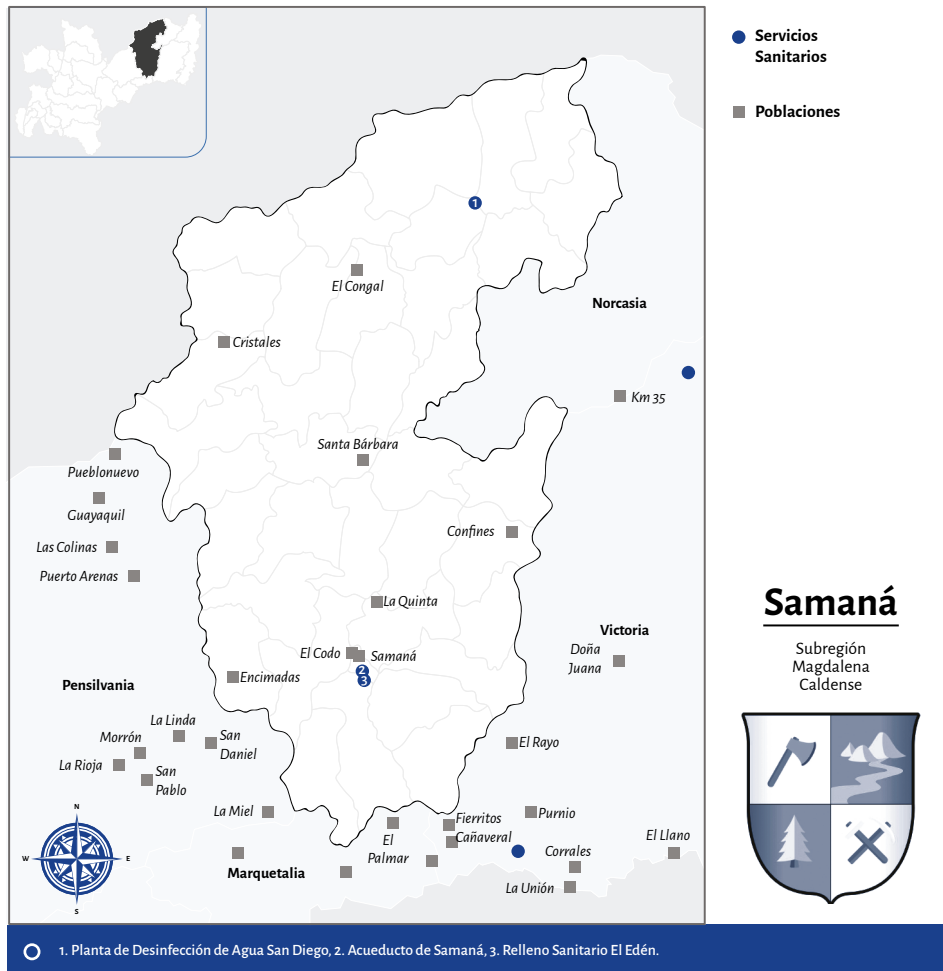 Servicios
Sanitarios
Poblaciones
1
El Congal
Norcasia
Cristales
Km 35
Santa Bárbara
Pueblonuevo
Guayaquil
Confines
Las Colinas
Puerto Arenas
La Quinta
Samaná
Victoria
Subregión
Magdalena
Caldense
Doña
Juana
El Codo
Samaná
2
3
Encimadas
Pensilvania
La Linda
Morrón
San
Daniel
El Rayo
La Rioja
San
Pablo
La Miel
Fierritos
Purnio
Cañaveral
El
Palmar
El Llano
Corrales
Marquetalia
La Unión
N
W
E
S
1. Planta de Desinfección de Agua San Diego, 2. Acueducto de Samaná, 3. Relleno Sanitario El Edén.